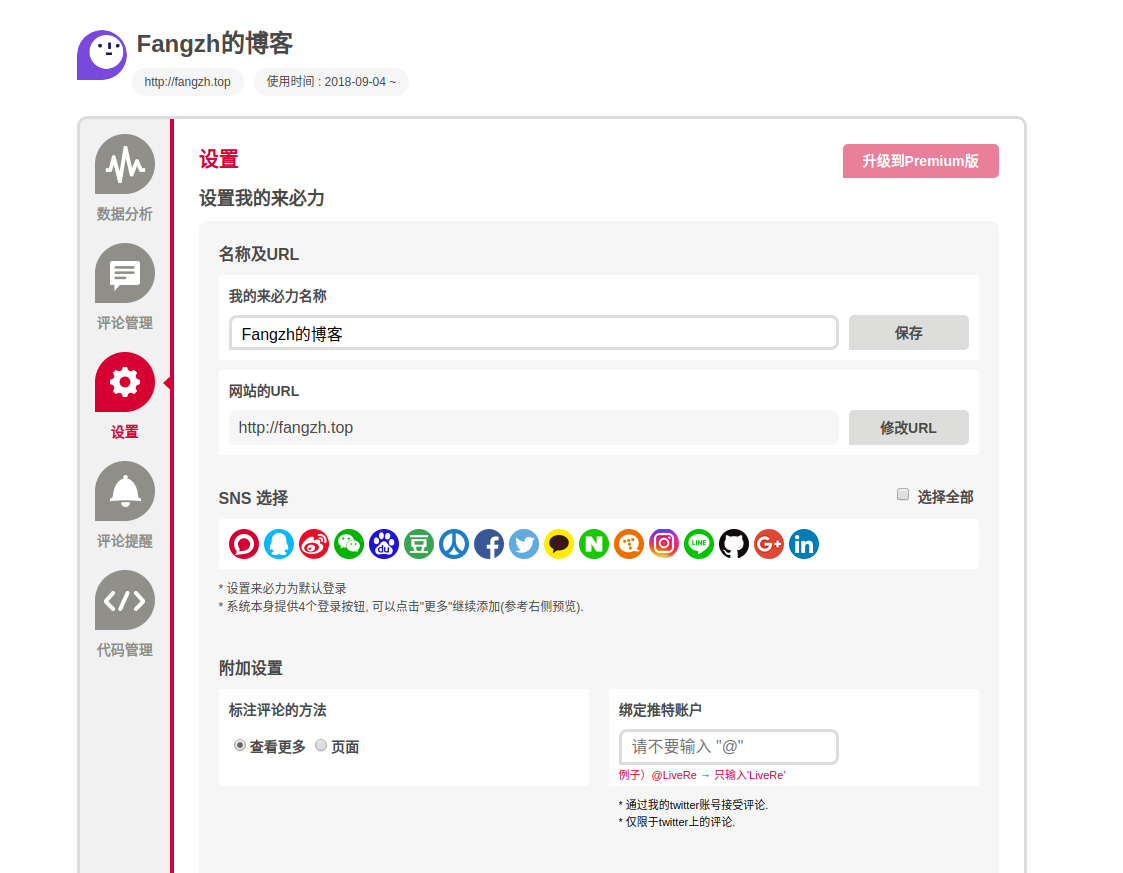 Fangzh的博客
http://fangzh.top
使用时间 : 2018-09-04 ~
数据分析
评论管理
设置
评论提醒
代码管理
设置
升级到Premium版
设置我的来必力
名称及URL
我的来必力名称
Fangzh的博客
保存
网站的URL
http://fangzh.top
修改URL
SNS 选择
选择全部
du
豆
人
f
N
LINE
G+
in
* 设置来必力为默认登录
* 系统本身提供4个登录按钮, 可以点击"更多"继续添加(参考右侧预览).
附加设置
标注评论的方法
查看更多 页面
绑定推特账户
请不要输入 "@"
例子）@LiveRe → 只输入'LiveRe'
* 通过我的twitter账号接受评论.
* 仅限于twitter上的评论.